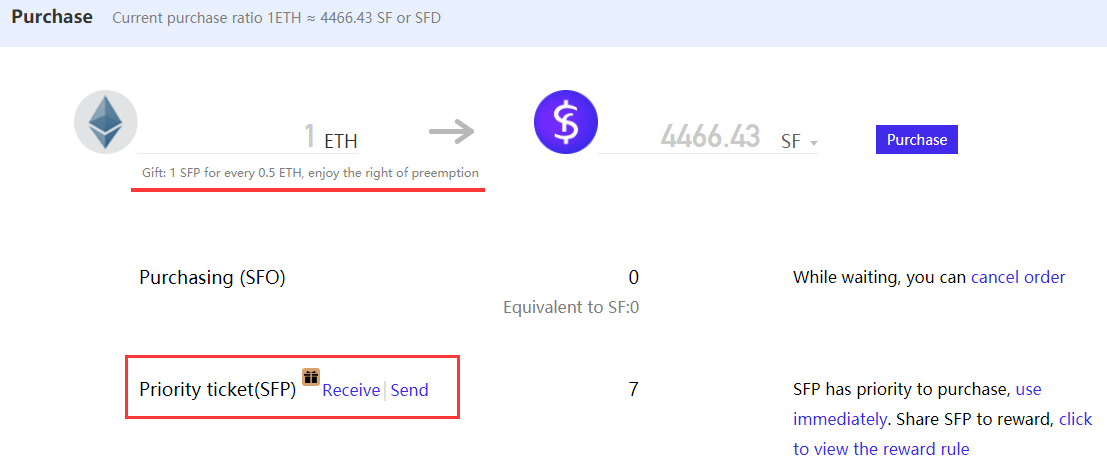 Purchase Current purchase ratio 1ETH ≈ 4466.43 SF or SFD
1 ETH 4466.43 SF Purchase
Gift: 1 SFP for every 0.5 ETH, enjoy the right of preemption
Purchasing (SFO) 0 While waiting, you can cancel order
Equivalent to SF:0
Priority ticket(SFP) Receive|Send 7 SFP has priority to purchase, use
immediately. Share SFP to reward, click
to view the reward rule